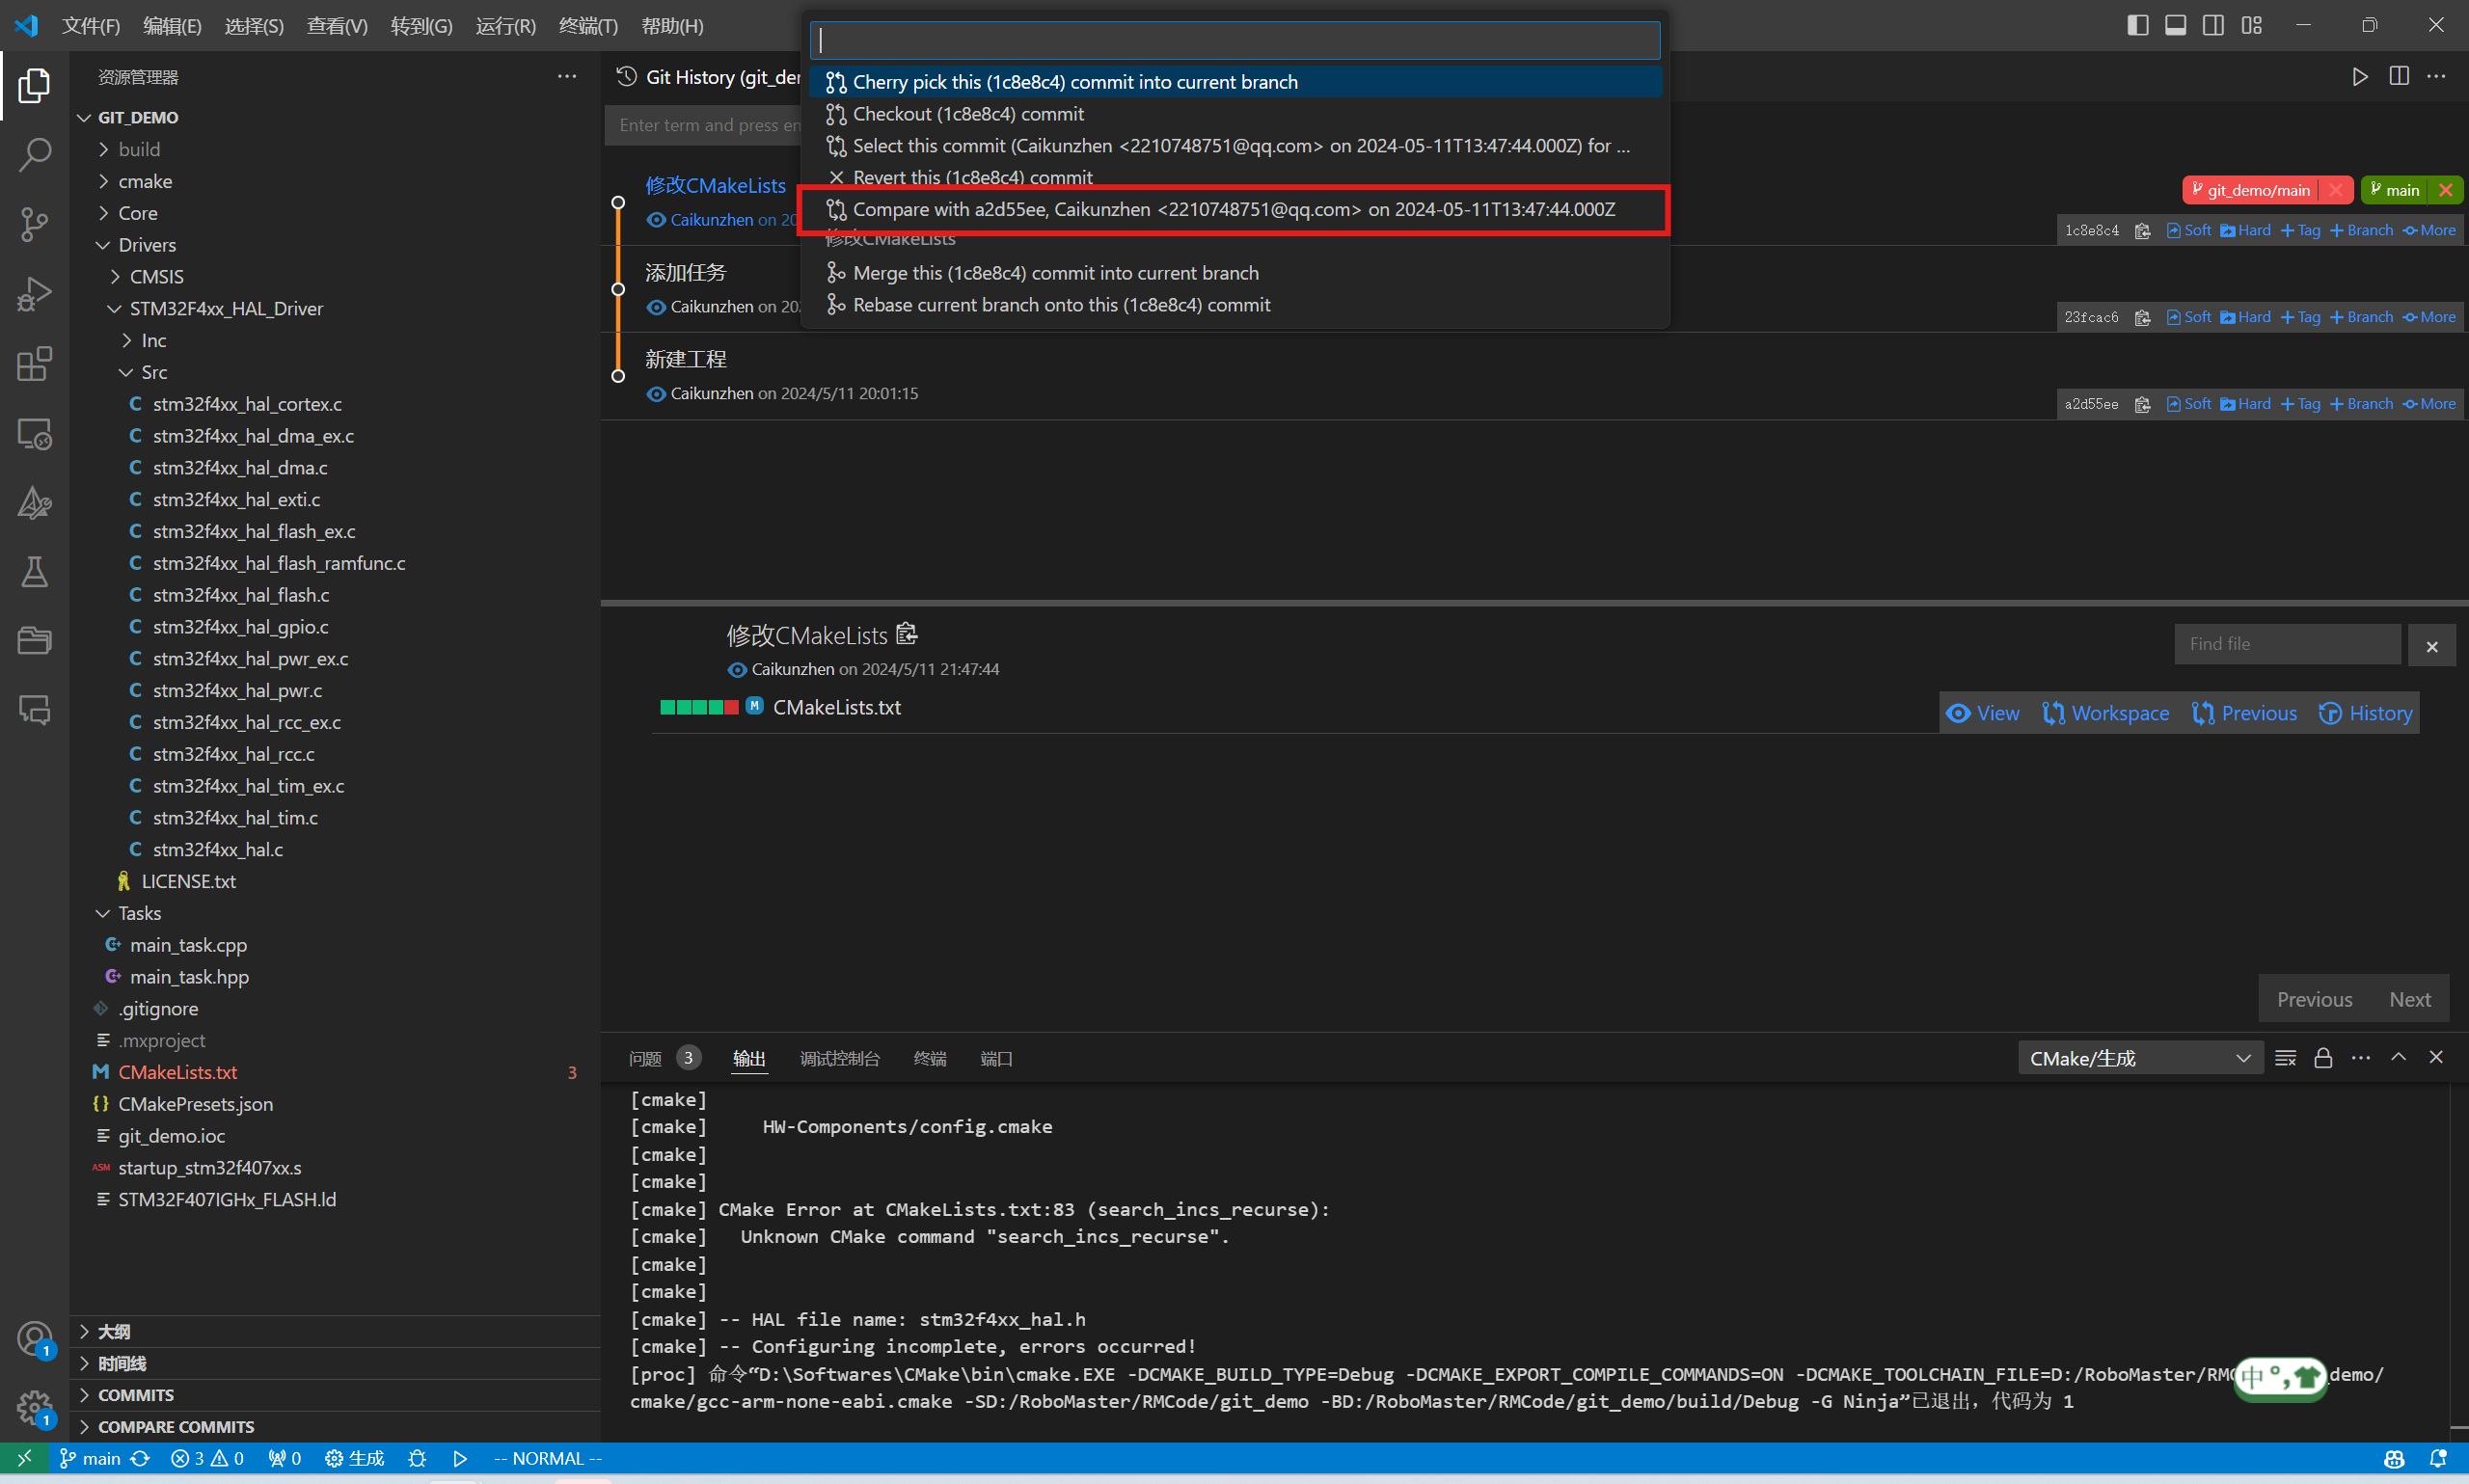 文件(F) 编辑(E) 选择(S) 查看(V) 转到(G) 运行(R) 终端(T) 帮助(H)
资源管理器
GIT_DEMO
build
cmake
Core
Drivers
CMSIS
STM32F4xx_HAL_Driver
Inc
Src
C stm32f4xx_hal_cortex.c
C stm32f4xx_hal_dma_ex.c
C stm32f4xx_hal_dma.c
C stm32f4xx_hal_exti.c
C stm32f4xx_hal_flash_ex.c
C stm32f4xx_hal_flash_ramfunc.c
C stm32f4xx_hal_flash.c
C stm32f4xx_hal_gpio.c
C stm32f4xx_hal_pwr_ex.c
C stm32f4xx_hal_pwr.c
C stm32f4xx_hal_rcc_ex.c
C stm32f4xx_hal_rcc.c
C stm32f4xx_hal_tim_ex.c
C stm32f4xx_hal_tim.c
C stm32f4xx_hal.c
LICENSE.txt
Tasks
main_task.cpp
main_task.hpp
.gitignore
.mxproject
M CMakeLists.txt 3
{} CMakePresets.json
git_demo.ioc
ASM startup_stm32f407xx.s
STM32F407IGHx_FLASH.ld
大纲
时间线
COMMITS
COMPARE COMMITS
1
1
Git History (git_der
Enter term and press en
Cherry pick this (1c8e8c4) commit into current branch
Checkout (1c8e8c4) commit
Select this commit (Caikunzhen <2210748751@qq.com> on 2024-05-11T13:47:44.000Z) for ...
Revert this (1c8e8c4) commit
Compare with a2d55ee, Caikunzhen <2210748751@qq.com> on 2024-05-11T13:47:44.000Z
修改CMakeLists
Merge this (1c8e8c4) commit into current branch
Rebase current branch onto this (1c8e8c4) commit
修改CMakeLists
git_demo/main main
Caikunzhen on 20
1c8e8c4 Soft Hard +Tag +Branch More
添加任务
Caikunzhen on 202
23fcac6 Soft Hard +Tag +Branch More
新建工程
Caikunzhen on 2024/5/11 20:01:15
a2d55ee Soft Hard +Tag +Branch More
修改CMakeLists
Find file
Caikunzhen on 2024/5/11 21:47:44
M CMakeLists.txt
View Workspace Previous History
Previous Next
问题 3 输出 调试控制台 终端 端口
CMake/生成
[cmake]
[cmake] HW-Components/config.cmake
[cmake]
[cmake]
[cmake] CMake Error at CMakeLists.txt:83 (search_incs_recurse):
[cmake] Unknown CMake command "search_incs_recurse".
[cmake]
[cmake]
[cmake] -- HAL file name: stm32f4xx_hal.h
[cmake] -- Configuring incomplete, errors occurred!
[proc] 命令“D:\Softwares\CMake\bin\cmake.EXE -DCMAKE_BUILD_TYPE=Debug -DCMAKE_EXPORT_COMPILE_COMMANDS=ON -DCMAKE_TOOLCHAIN_FILE=D:/RoboMaster/RM _demo/
cmake/gcc-arm-none-eabi.cmake -SD:/RoboMaster/RMCode/git_demo -BD:/RoboMaster/RMCode/git_demo/build/Debug -G Ninja”已退出，代码为 1
中
main 3 0 0 生成 -- NORMAL --